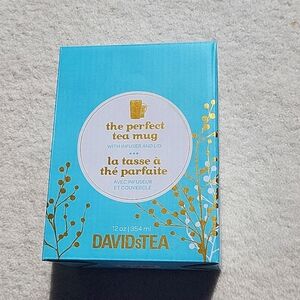 the perfect
tea mug
WITH INFUSER AND LID
la tasse à
thé parfaite
AVEC INFUSEUR
ET COUVERCLE
12 oz | 354 ml
DAVIDsTEA